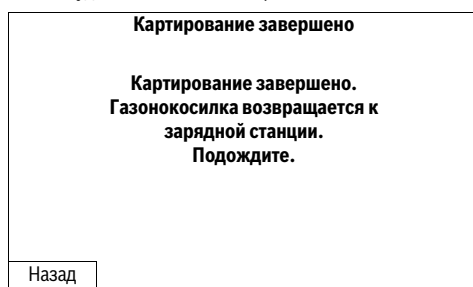 Картирование завершено
Картирование завершено.
Газонокосилка возвращается к
зарядной станции.
Подождите.
Назад